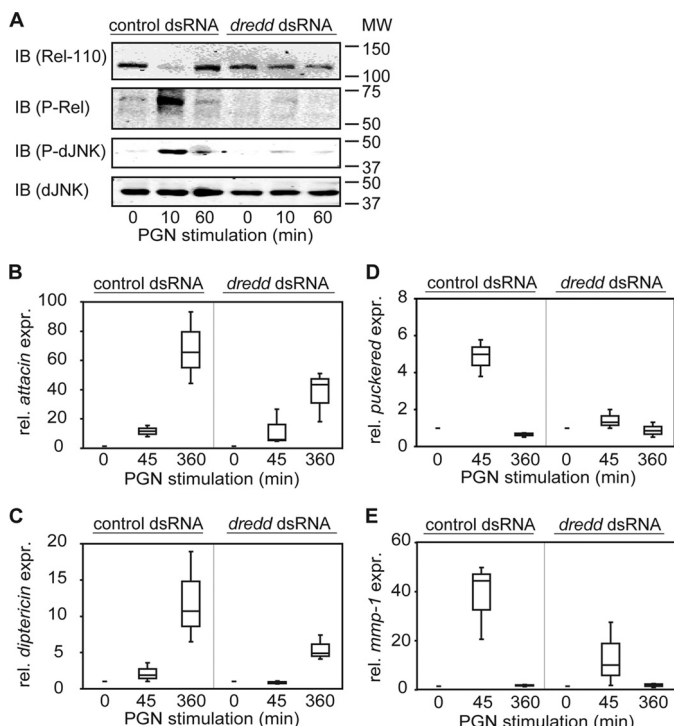 A
control dsRNA dredd dsRNA MW
IB (Rel-110)
150
100
IB (P-Rel)
75
50
IB (P-dJNK)
50
37
IB (dJNK)
50
37
0 10 60 0 10 60
PGN stimulation (min)
B
control dsRNA dredd dsRNA
rel. attacin expr.
100
80
60
40
20
0
0 45 360 0 45 360
PGN stimulation (min)
C
control dsRNA dredd dsRNA
rel. diptericin expr.
20
15
10
5
0
0 45 360 0 45 360
PGN stimulation (min)
D
control dsRNA dredd dsRNA
rel. puckered expr.
8
6
4
2
0
0 45 360 0 45 360
PGN stimulation (min)
E
control dsRNA dredd dsRNA
rel. mmp-1 expr.
60
40
20
0
0 45 360 0 45 360
PGN stimulation (min)